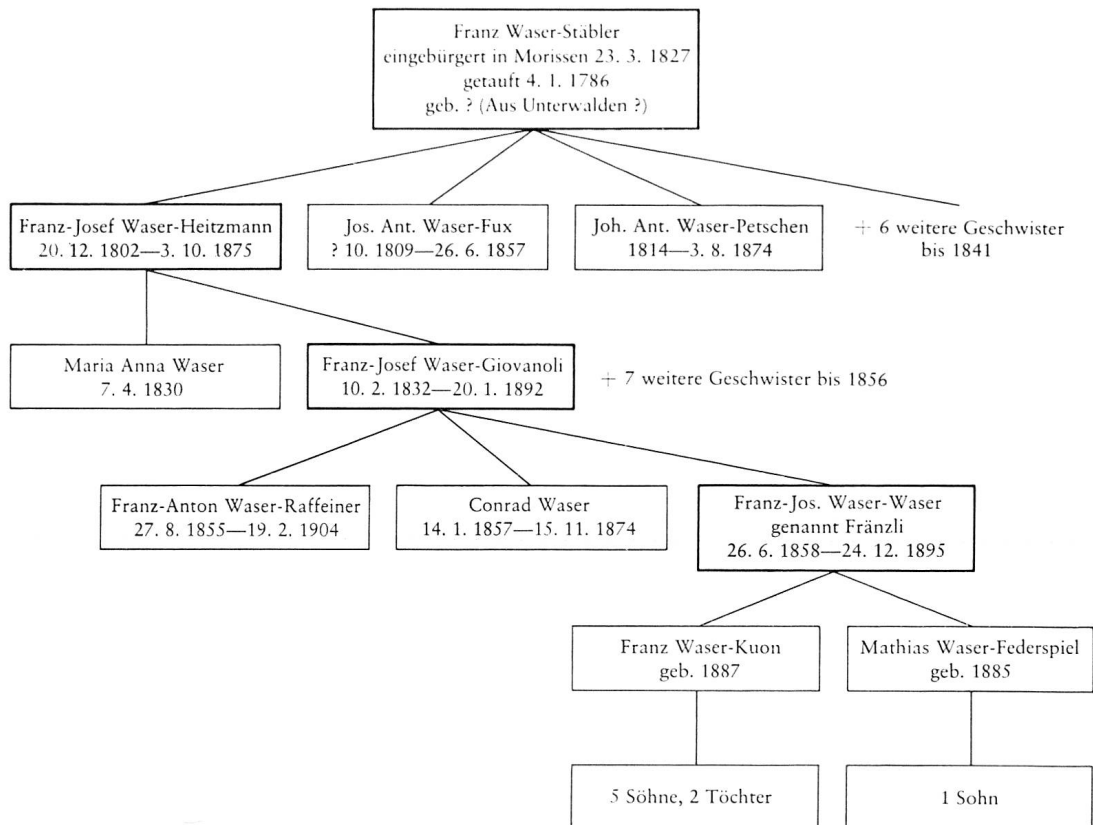 Franz Waser-Stäbler
eingebürgert in Morissen 23. 3. 1827
getauft 4. 1. 1786
geb. ? (Aus Unterwalden ?)
Franz-Josef Waser-Heitzmann
20. 12. 1802—3. 10. 1875
Jos. Ant. Waser-Fux
? 10. 1809—26. 6. 1857
Joh. Ant. Waser-Petschen
1814—3. 8. 1874
+ 6 weitere Geschwister
bis 1841
Maria Anna Waser
7. 4. 1830
Franz-Josef Waser-Giovanoli
10. 2. 1832—20. 1. 1892
+ 7 weitere Geschwister bis 1856
Franz-Anton Waser-Raffeiner
27. 8. 1855—19. 2. 1904
Conrad Waser
14. 1. 1857—15. 11. 1874
Franz-Jos. Waser-Waser
genannt Fränzli
26. 6. 1858—24. 12. 1895
Franz Waser-Kuon
geb. 1887
Mathias Waser-Federspiel
geb. 1885
5 Söhne, 2 Töchter
1 Sohn